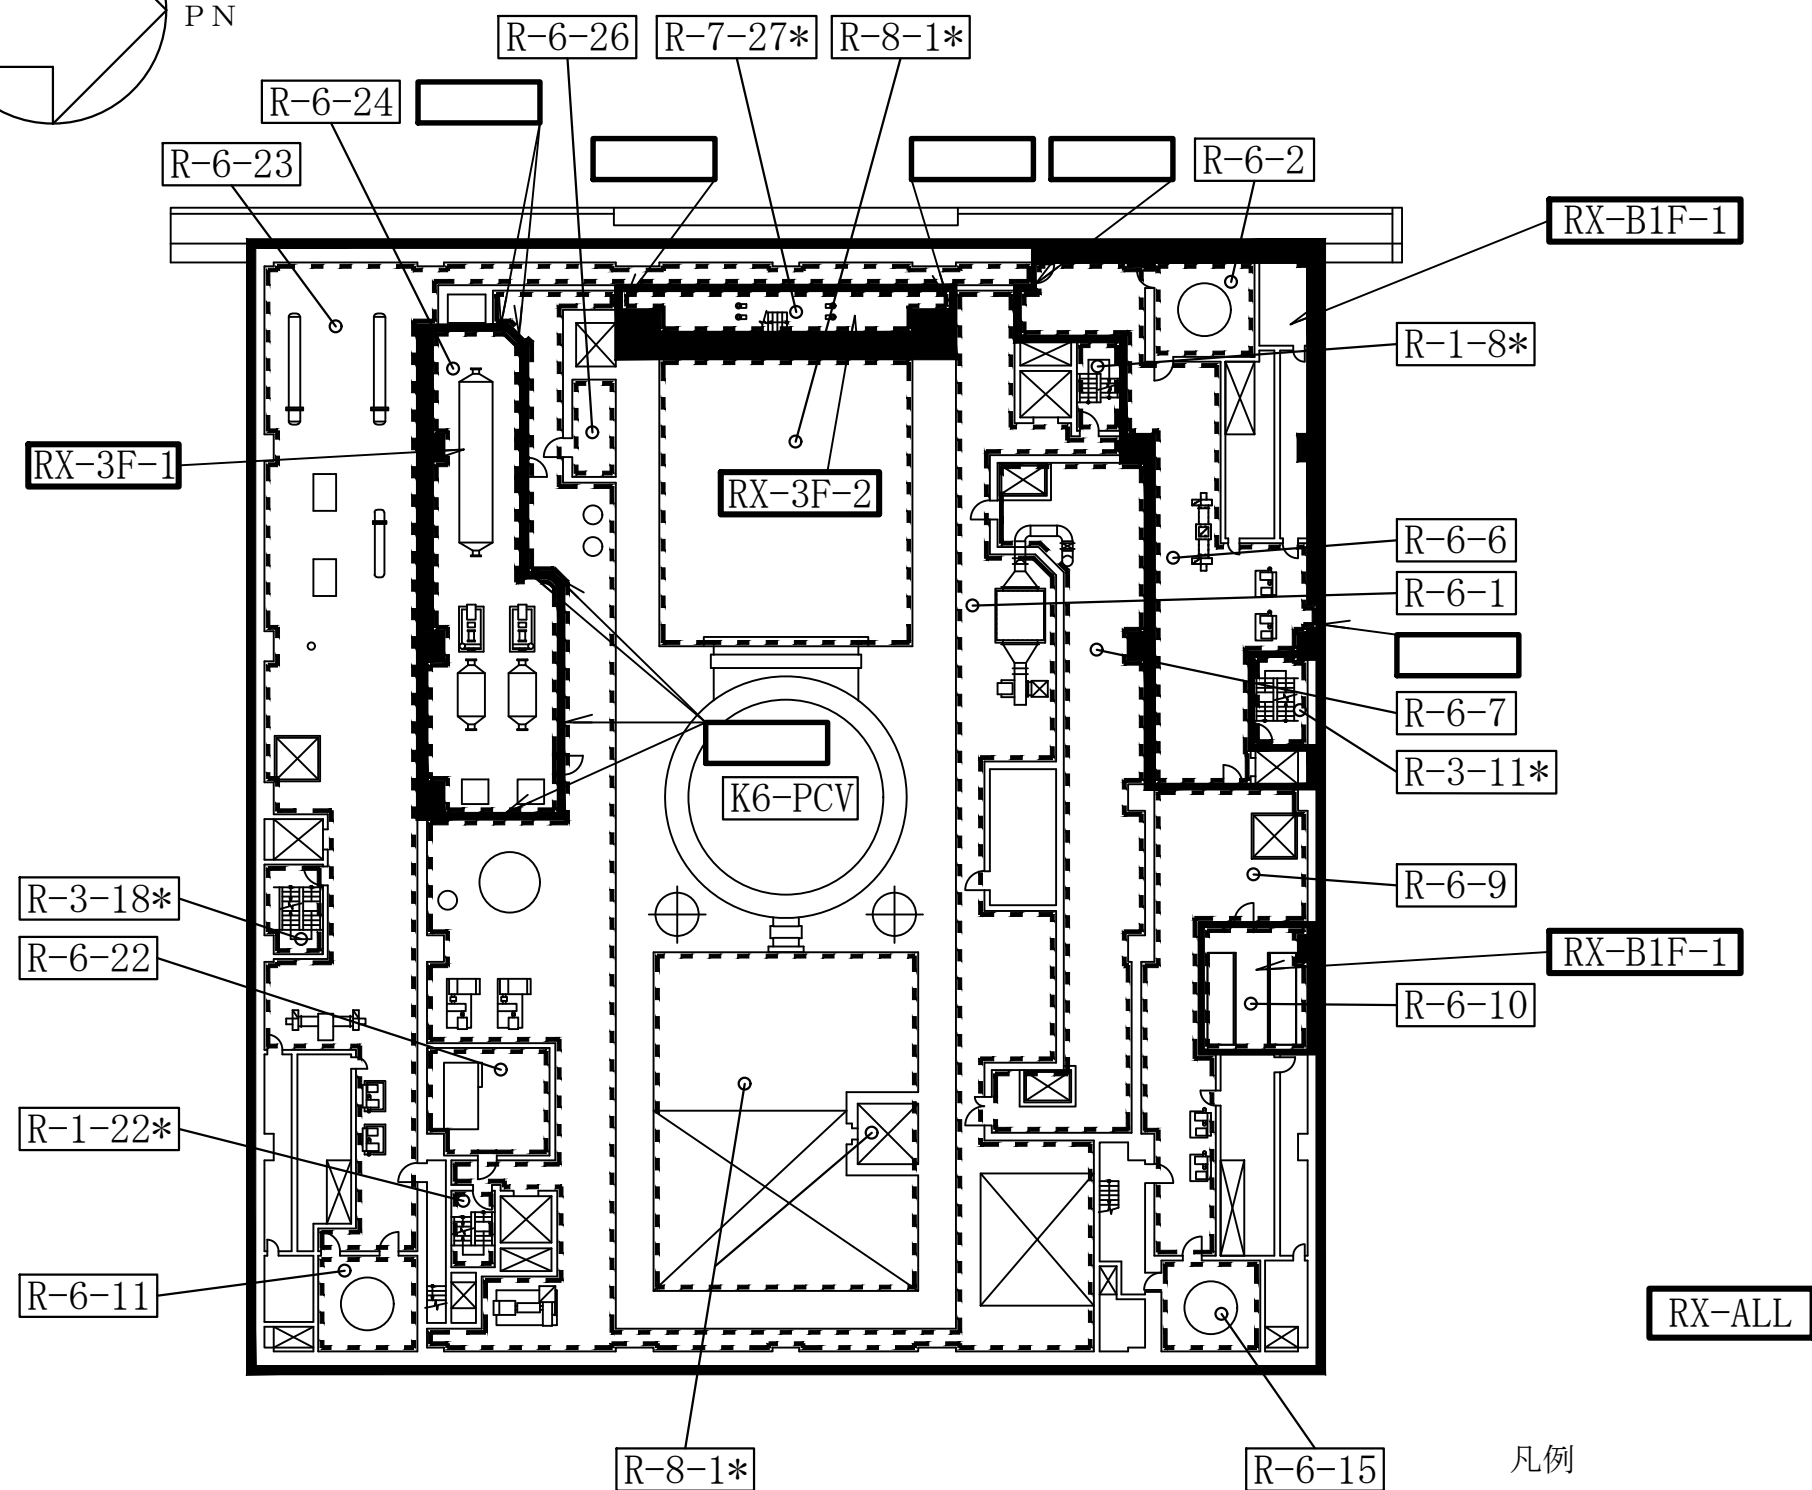 PN
R-6-26
R-7-27*
R-8-1*
R-6-24
R-6-23
R-6-2
RX-B1F-1
R-1-8*
RX-3F-1
RX-3F-2
R-6-6
R-6-1
R-6-7
R-3-11*
K6-PCV
R-6-9
R-3-18*
R-6-22
RX-B1F-1
R-6-10
R-1-22*
R-6-11
RX-ALL
R-8-1*
R-6-15
凡例